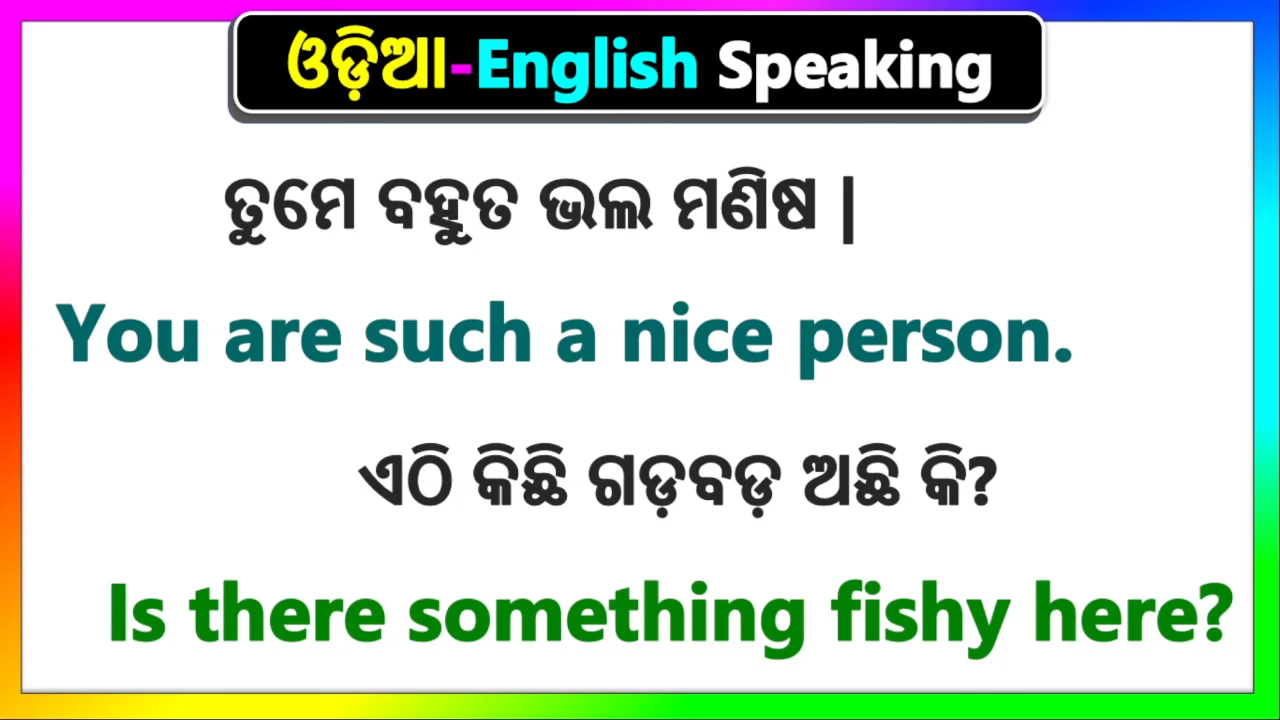 ଓଡ଼ିଆ-English Speaking
ତୁମେ ବହୁତ ଭଲ ମଣିଷ |
You are such a nice person.
ଏଠି କିଛି ଗଡ଼ବଡ଼ ଅଛି କି?
Is there something fishy here?